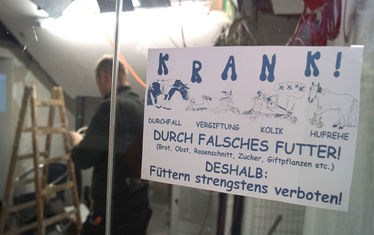 KRANK!
DURCHFALL VERGIFTUNG KOLIK HUFREHE
DURCH FALSCHES FUTTER!
(Brot, Obst, Rasenschnitt, Zucker, Giftpflanzen etc.)
DESHALB:
Füttern strengstens verboten!